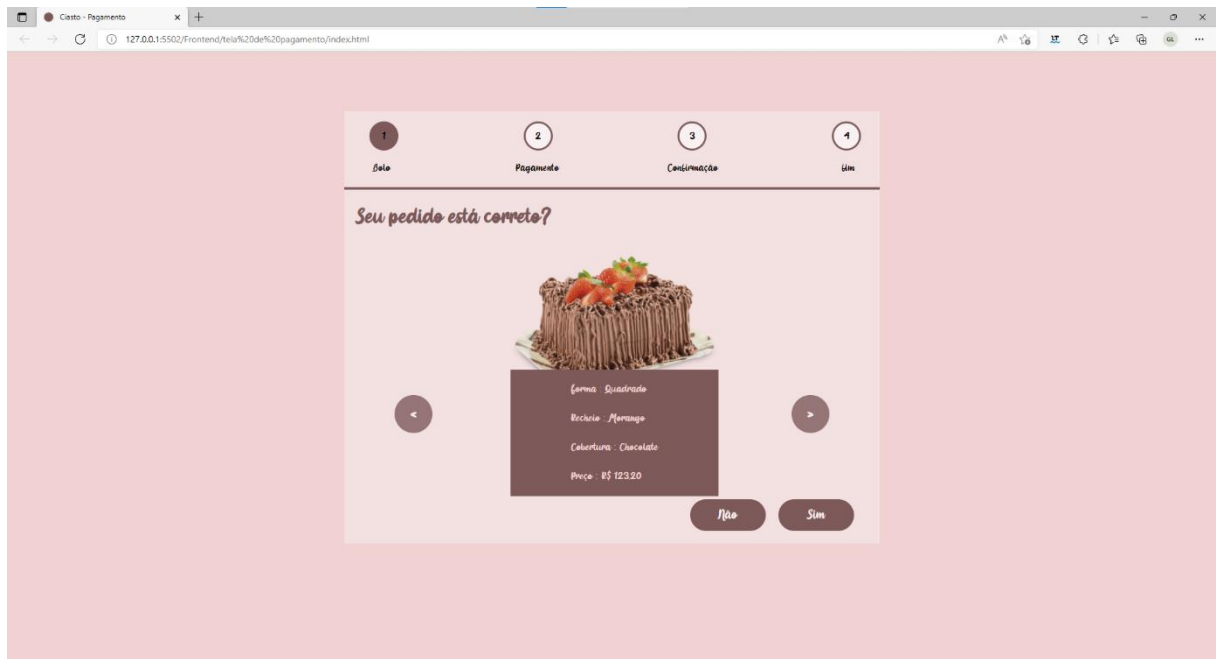 Ciasto - Pagamento
127.0.0.1:5502/Frontend/tela%20de%20pagamento/index.html
GL
1
2
3
4
Bolo
Pagamento
Confirmação
Fim
Seu pedido está correto?
Forma : Quadrado
Recheio : Morango
<
>
Cobertura : Chocolate
Preço : R$ 123,20
Não
Sim